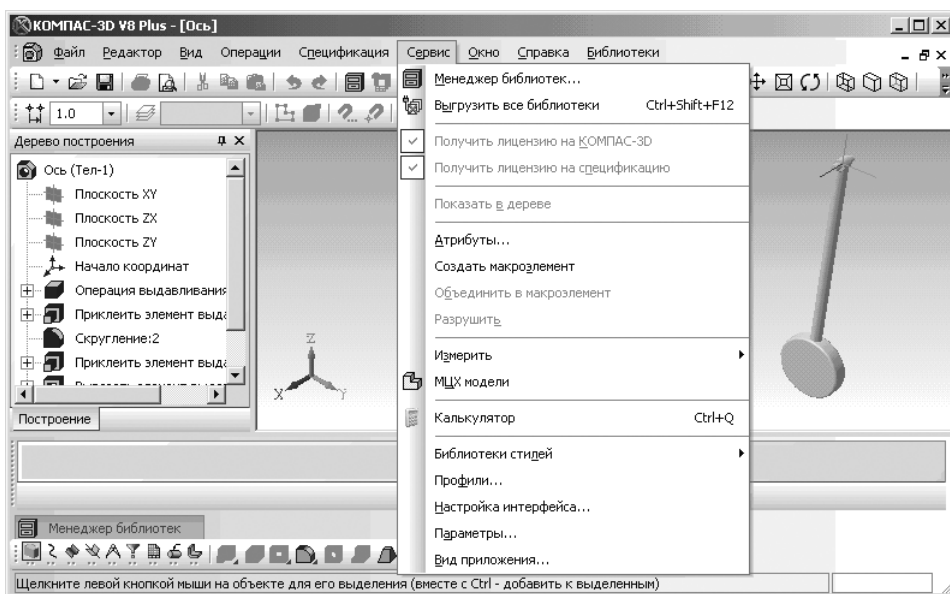 КОМПАС-3D V8 Plus - [Ось]
Файл Редактор Вид Операции Спецификация Сервис Окно Справка Библиотеки
1.0
Дерево построения
Ось (Тел-1)
Плоскость XY
Плоскость ZX
Плоскость ZY
Начало координат
Операция выдавливания
Приклеить элемент выда
Скругление:2
Приклеить элемент выда
Построение
Менеджер библиотек...
Выгрузить все библиотеки Ctrl+Shift+F12
Получить лицензию на КОМПАС-3D
Получить лицензию на спецификацию
Показать в дереве
Атрибуты...
Создать макроэлемент
Объединить в макроэлемент
Разрушить
Измерить
МЦХ модели
Калькулятор Ctrl+Q
Библиотеки стилей
Профили...
Настройка интерфейса...
Параметры...
Вид приложения...
Z
X
Y
Менеджер библиотек
Щелкните левой кнопкой мыши на объекте для его выделения (вместе с Ctrl - добавить к выделенным)